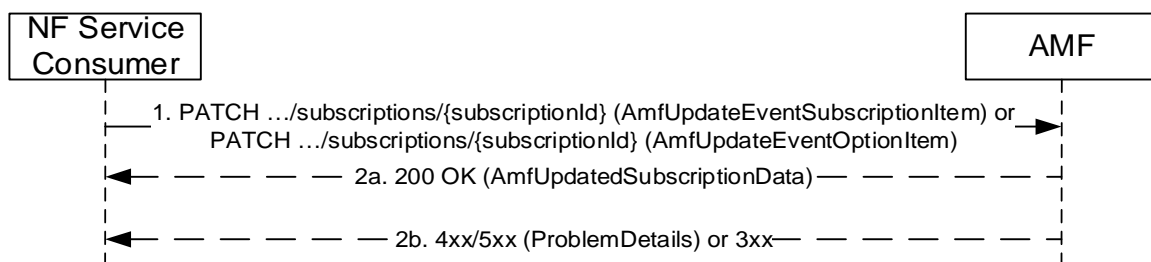 NF Service
Consumer
AMF
1. PATCH …/subscriptions/{subscriptionId} (AmfUpdateEventSubscriptionItem) or
PATCH …/subscriptions/{subscriptionId} (AmfUpdateEventOptionItem)
2a. 200 OK (AmfUpdatedSubscriptionData)
2b. 4xx/5xx (ProblemDetails) or 3xx